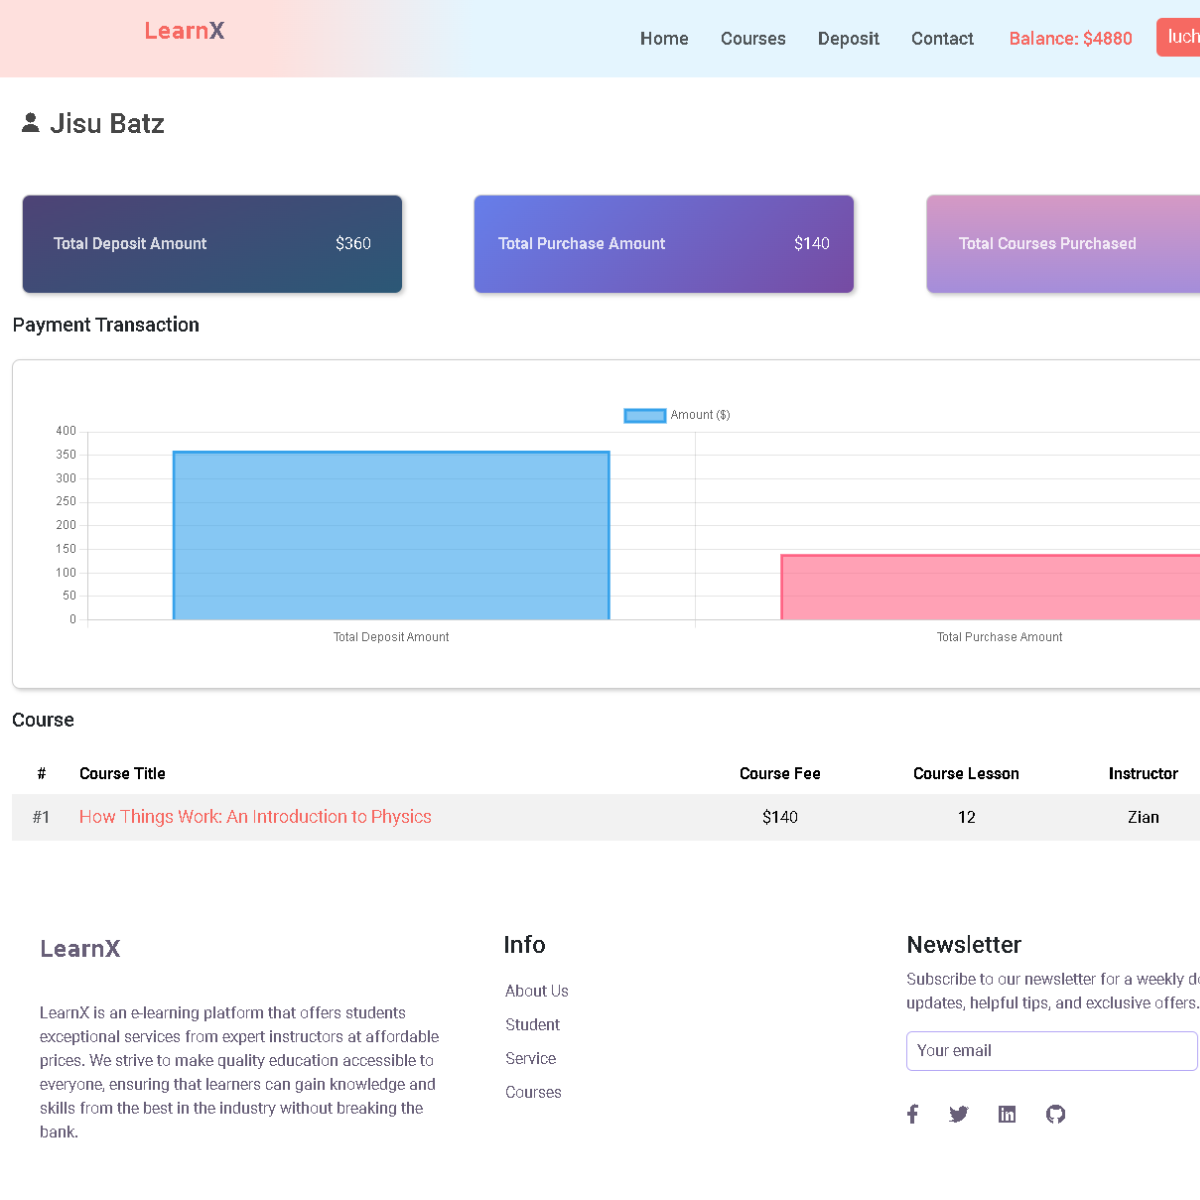 LearnX
Home Courses Deposit Contact Balance: $4880
Jisu Batz
Total Deposit Amount $360
Total Purchase Amount $140
Total Courses Purchased
Payment Transaction
Amount ($)
400
350
300
250
200
150
100
50
0
Total Deposit Amount Total Purchase Amount
Course
# Course Title Course Fee Course Lesson Instructor
#1 How Things Work: An Introduction to Physics $140 12 Zian
LearnX
LearnX is an e-learning platform that offers students
exceptional services from expert instructors at affordable
prices. We strive to make quality education accessible to
everyone, ensuring that learners can gain knowledge and
skills from the best in the industry without breaking the
bank.
Info
About Us
Student
Service
Courses
Newsletter
Subscribe to our newsletter for a weekly
updates, helpful tips, and exclusive offers.
Your email